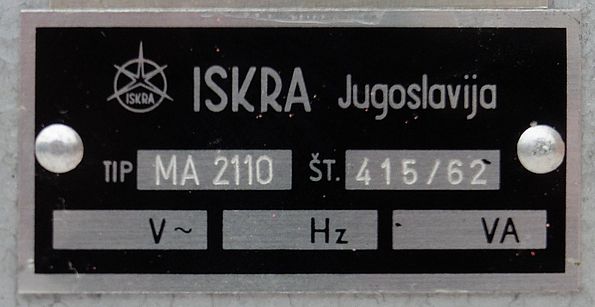 ISKRA ISKRA Jugoslavija
TIP MA 2110 ŠT. 415/62
V~ Hz VA